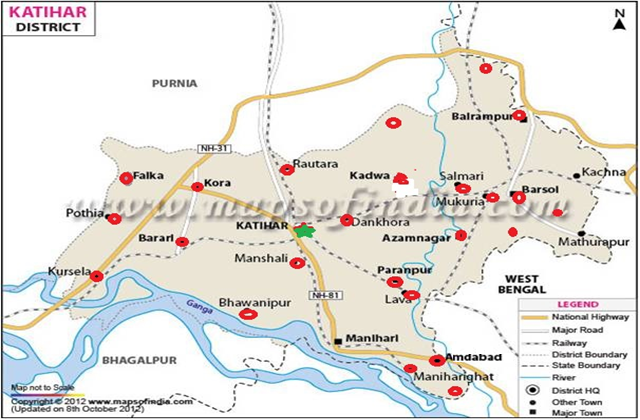 KATIHAR
DISTRICT
N
PURNIA
Balrampur
NH-31
Rautara
Falka
Kora
Kadwa
Salmari
Kachna
Barsol
Mukuria
www.mapsofindia.com
Pothia
Dankhora
KATIHAR
Barari
Azamnagar
Mathurapur
Manshali
Kursela
Paranpur
WEST
BENGAL
NH-81
Lava
Ganga
Bhawanipur
LEGEND
National Highway
Major Road
Manihari
Railway
District Boundary
BHAGALPUR
Amdabad
State Boundary
River
Maniharighat
District HQ
Map not to Scale
Other Town
Copyright © 2012 www.mapsofindia.com
Major Town
(Updated on 8th October 2012)